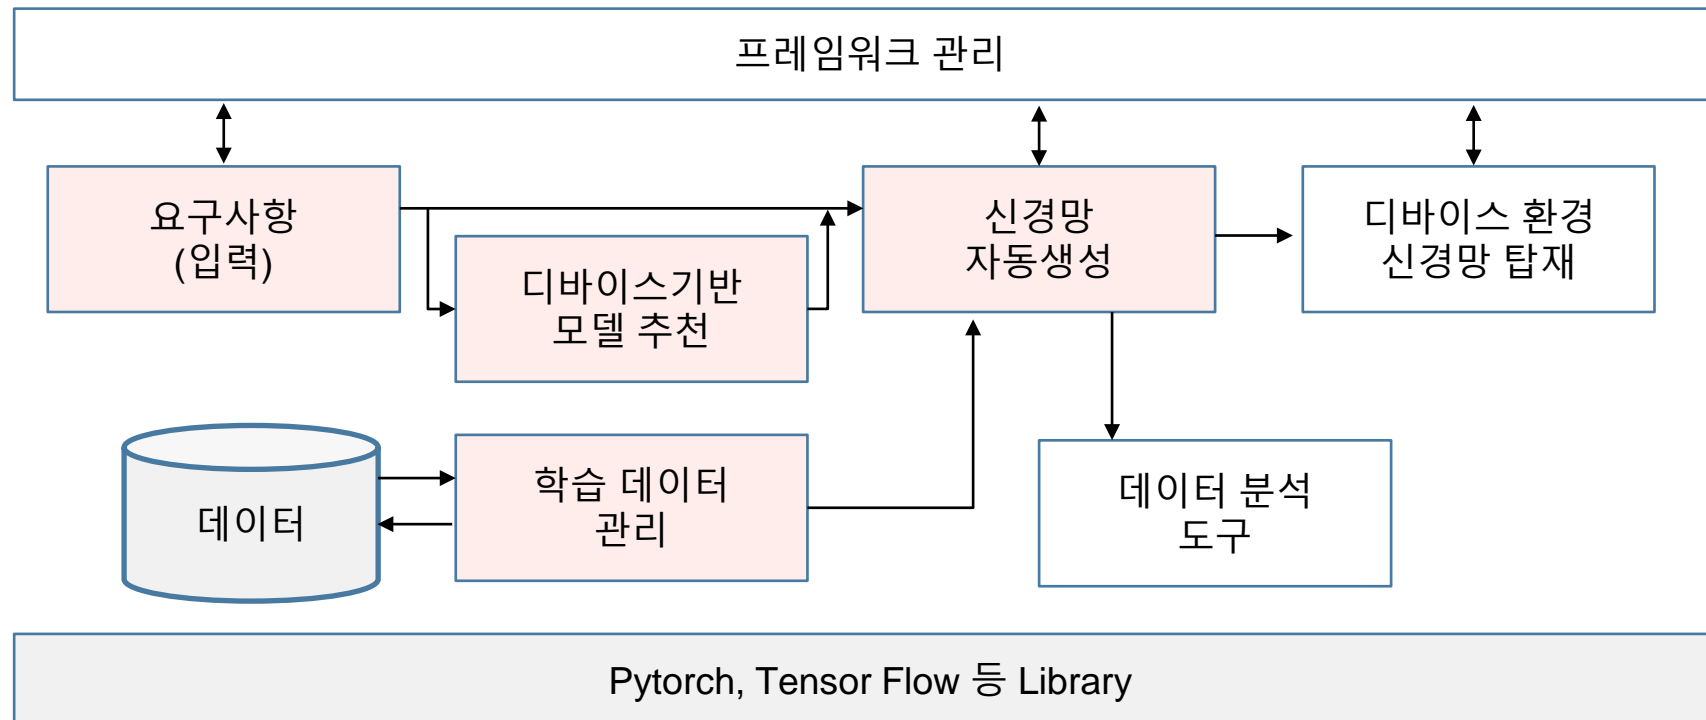 프레임워크 관리
요구사항
(입력)
신경망
자동생성
디바이스 환경
신경망 탑재
디바이스기반
모델 추천
데이터
학습 데이터
관리
데이터 분석
도구
Pytorch, Tensor Flow 등 Library